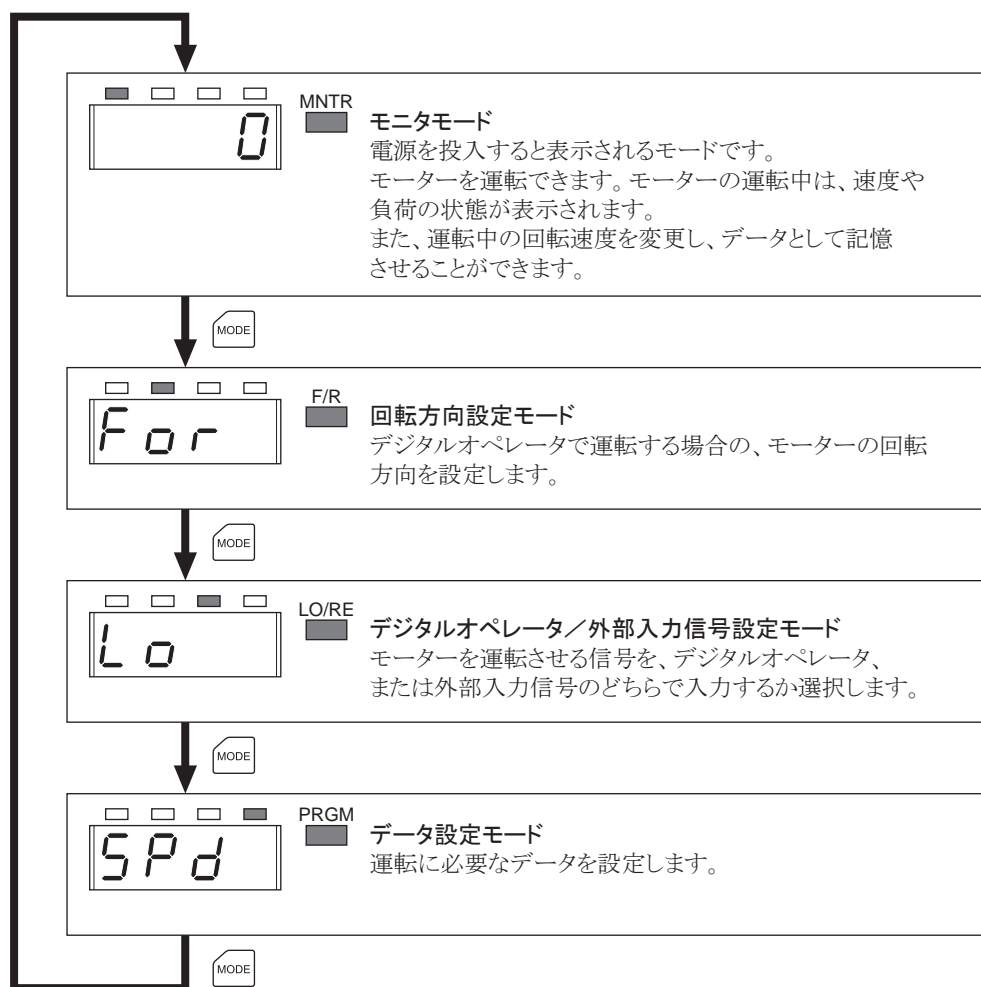 0
MNTR
モニタモード
電源を投入すると表示されるモードです。
モーターを運転できます。モーターの運転中は、速度や
負荷の状態が表示されます。
また、運転中の回転速度を変更し、データとして記憶
させることができます。
MODE
For
F/R
回転方向設定モード
デジタルオペレータで運転する場合の、モーターの回転
方向を設定します。
MODE
Lo
LO/RE
デジタルオペレータ／外部入力信号設定モード
モーターを運転させる信号を、デジタルオペレータ、
または外部入力信号のどちらで入力するか選択します。
MODE
SPd
PRGM
データ設定モード
運転に必要なデータを設定します。
MODE